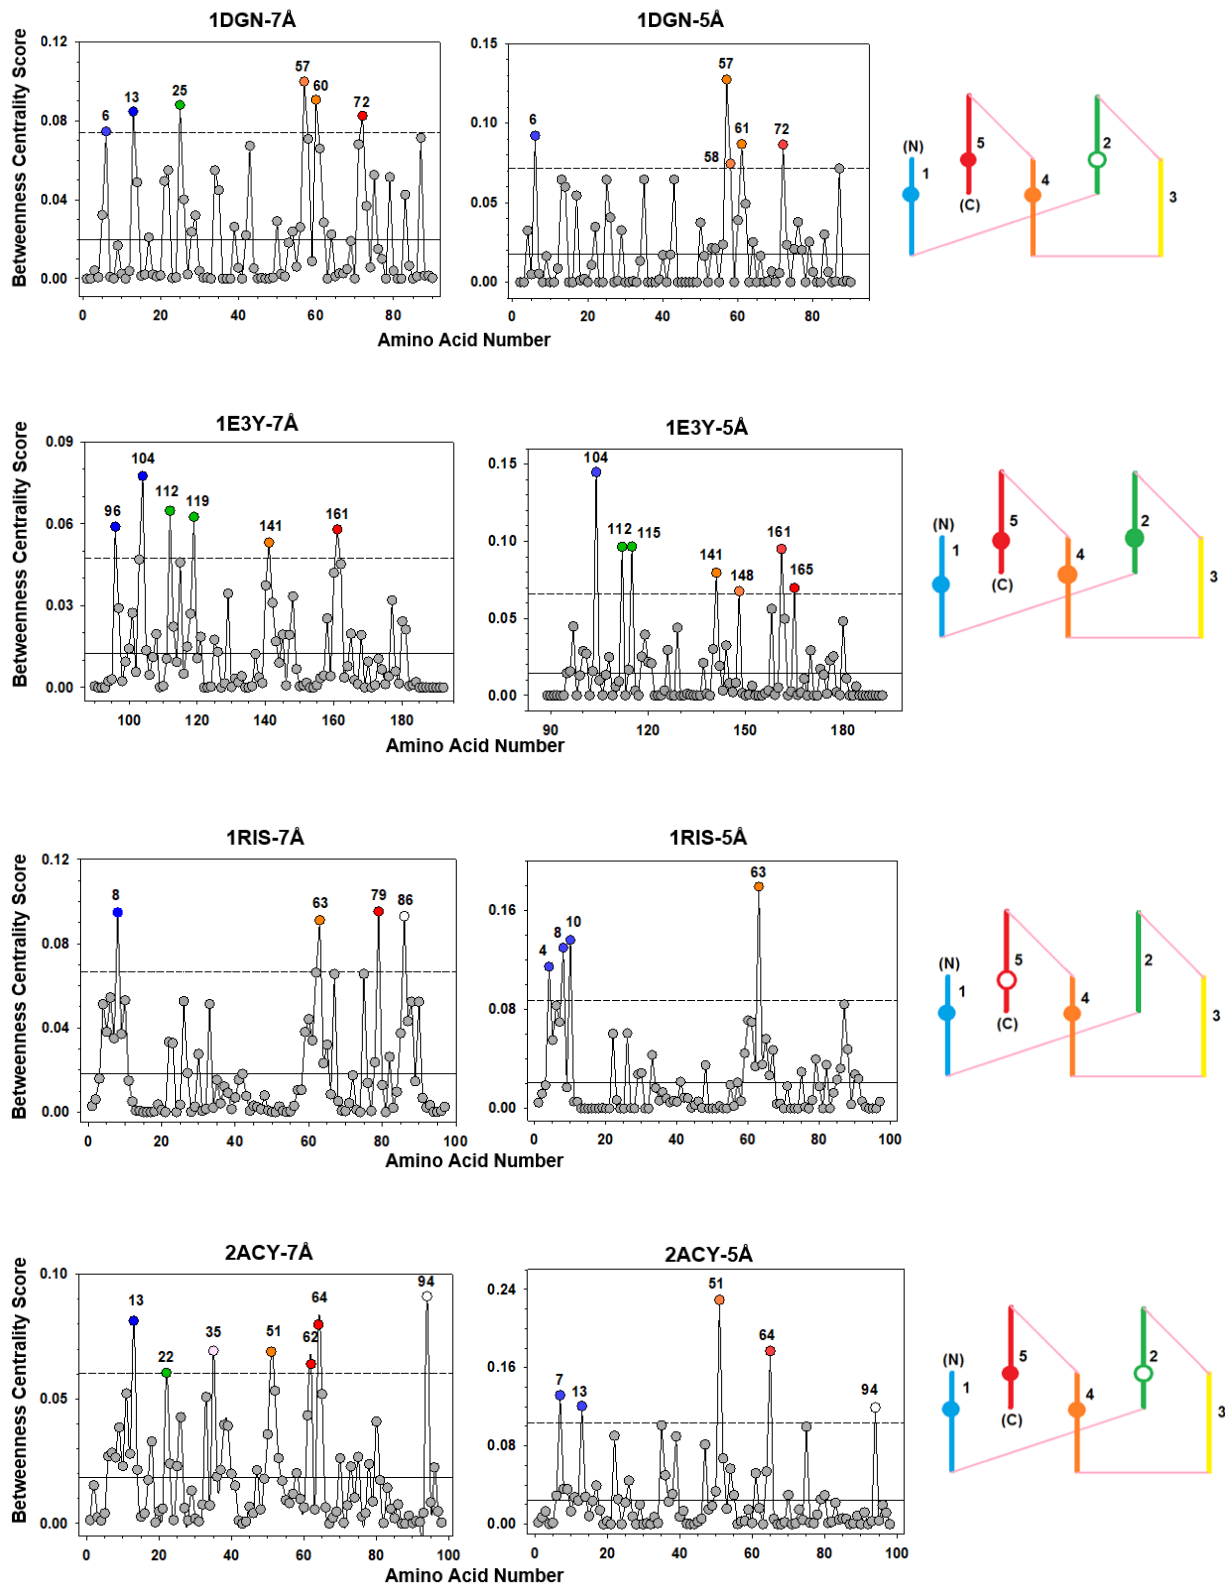 1DGN-7Å
1DGN-5Å
Betweenness Centrality Score
0.12
0.08
0.04
0.00
6
13
25
57
60
72
0 20 40 60 80
0.15
0.10
0.05
0.00
6
57
58
61
72
0 20 40 60 80
Amino Acid Number
(N)
1
5
(C)
4
2
3
1E3Y-7Å
1E3Y-5Å
Betweenness Centrality Score
0.09
0.06
0.03
0.00
96
104
112
119
141
161
100 120 140 160 180
0.15
0.10
0.05
0.00
104
112
115
141
148
161
165
90 120 150 180
Amino Acid Number
(N)
1
5
(C)
4
2
3
1RIS-7Å
1RIS-5Å
Betweenness Centrality Score
0.12
0.08
0.04
0.00
8
63
79
86
0 20 40 60 80 100
0.16
0.08
0.00
4
8
10
63
0 20 40 60 80 100
Amino Acid Number
(N)
1
5
(C)
4
2
3
2ACY-7Å
2ACY-5Å
Betweenness Centrality Score
0.10
0.05
0.00
13
22
35
51
62
64
94
0 20 40 60 80 100
0.24
0.16
0.08
0.00
7
13
51
64
94
0 20 40 60 80 100
Amino Acid Number
(N)
1
5
(C)
4
2
3